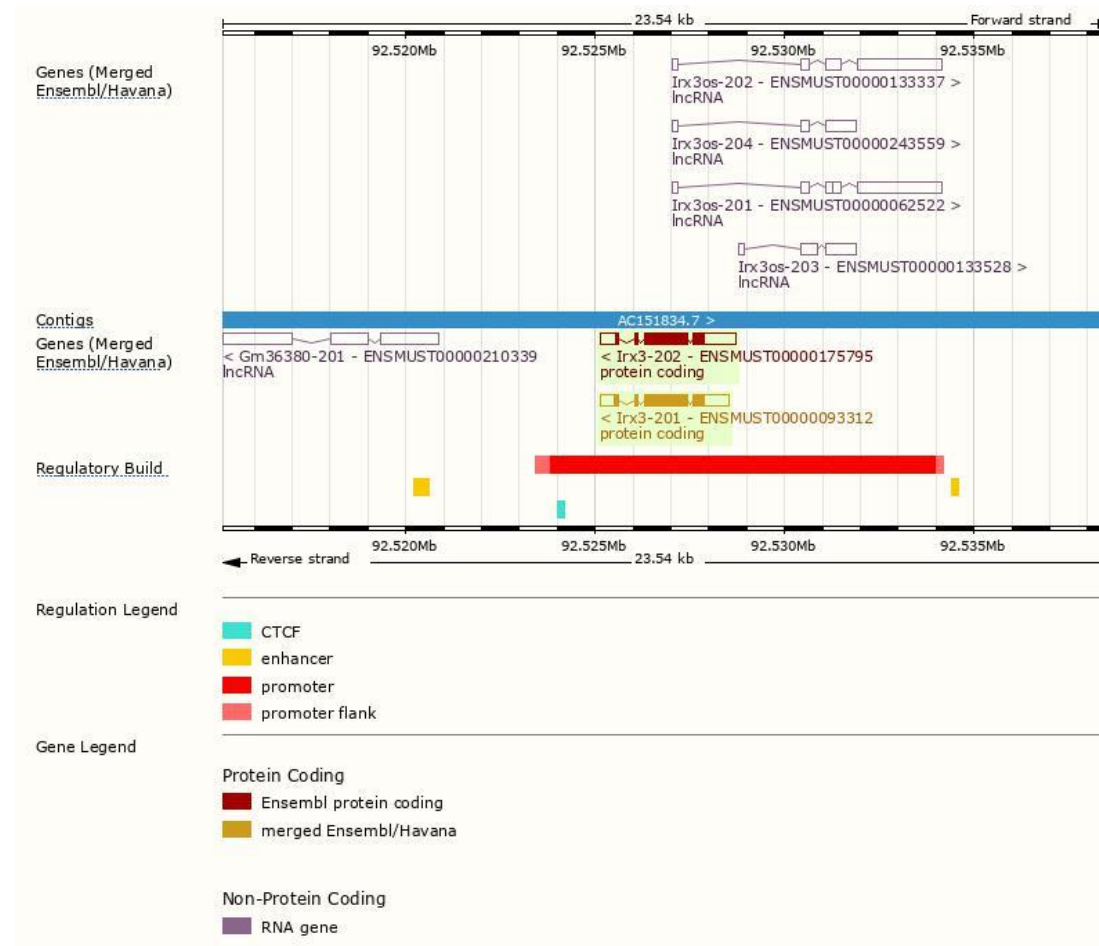 23.54 kb
Forward strand
92.520Mb 92.525Mb 92.530Mb 92.535Mb
Genes (Merged
Ensembl/Havana)
Irx3os-202 - ENSMUST00000133337 >
lncRNA
Irx3os-204 - ENSMUST00000243559 >
lncRNA
Irx3os-201 - ENSMUST00000062522 >
lncRNA
Irx3os-203 - ENSMUST00000133528 >
lncRNA
Contigs
AC151834.7 >
Genes (Merged
Ensembl/Havana)
< Gm36380-201 - ENSMUST00000210339
lncRNA
< Irx3-202 - ENSMUST00000175795
protein coding
< Irx3-201 - ENSMUST00000093312
protein coding
Regulatory Build
92.520Mb 92.525Mb 92.530Mb 92.535Mb
Reverse strand
23.54 kb
Regulation Legend
CTCF
enhancer
promoter
promoter flank
Gene Legend
Protein Coding
Ensembl protein coding
merged Ensembl/Havana
Non-Protein Coding
RNA gene